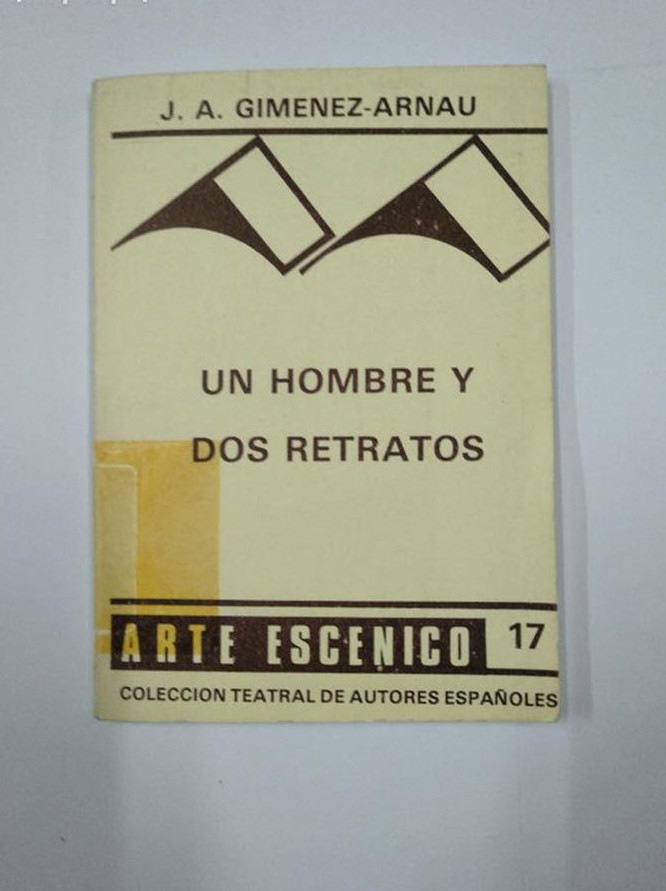 J. A. GIMENEZ-ARNAU
UN HOMBRE Y
DOS RETRATOS
ARTE ESCENICO 17
COLECCION TEATRAL DE AUTORES ESPAÑOLES